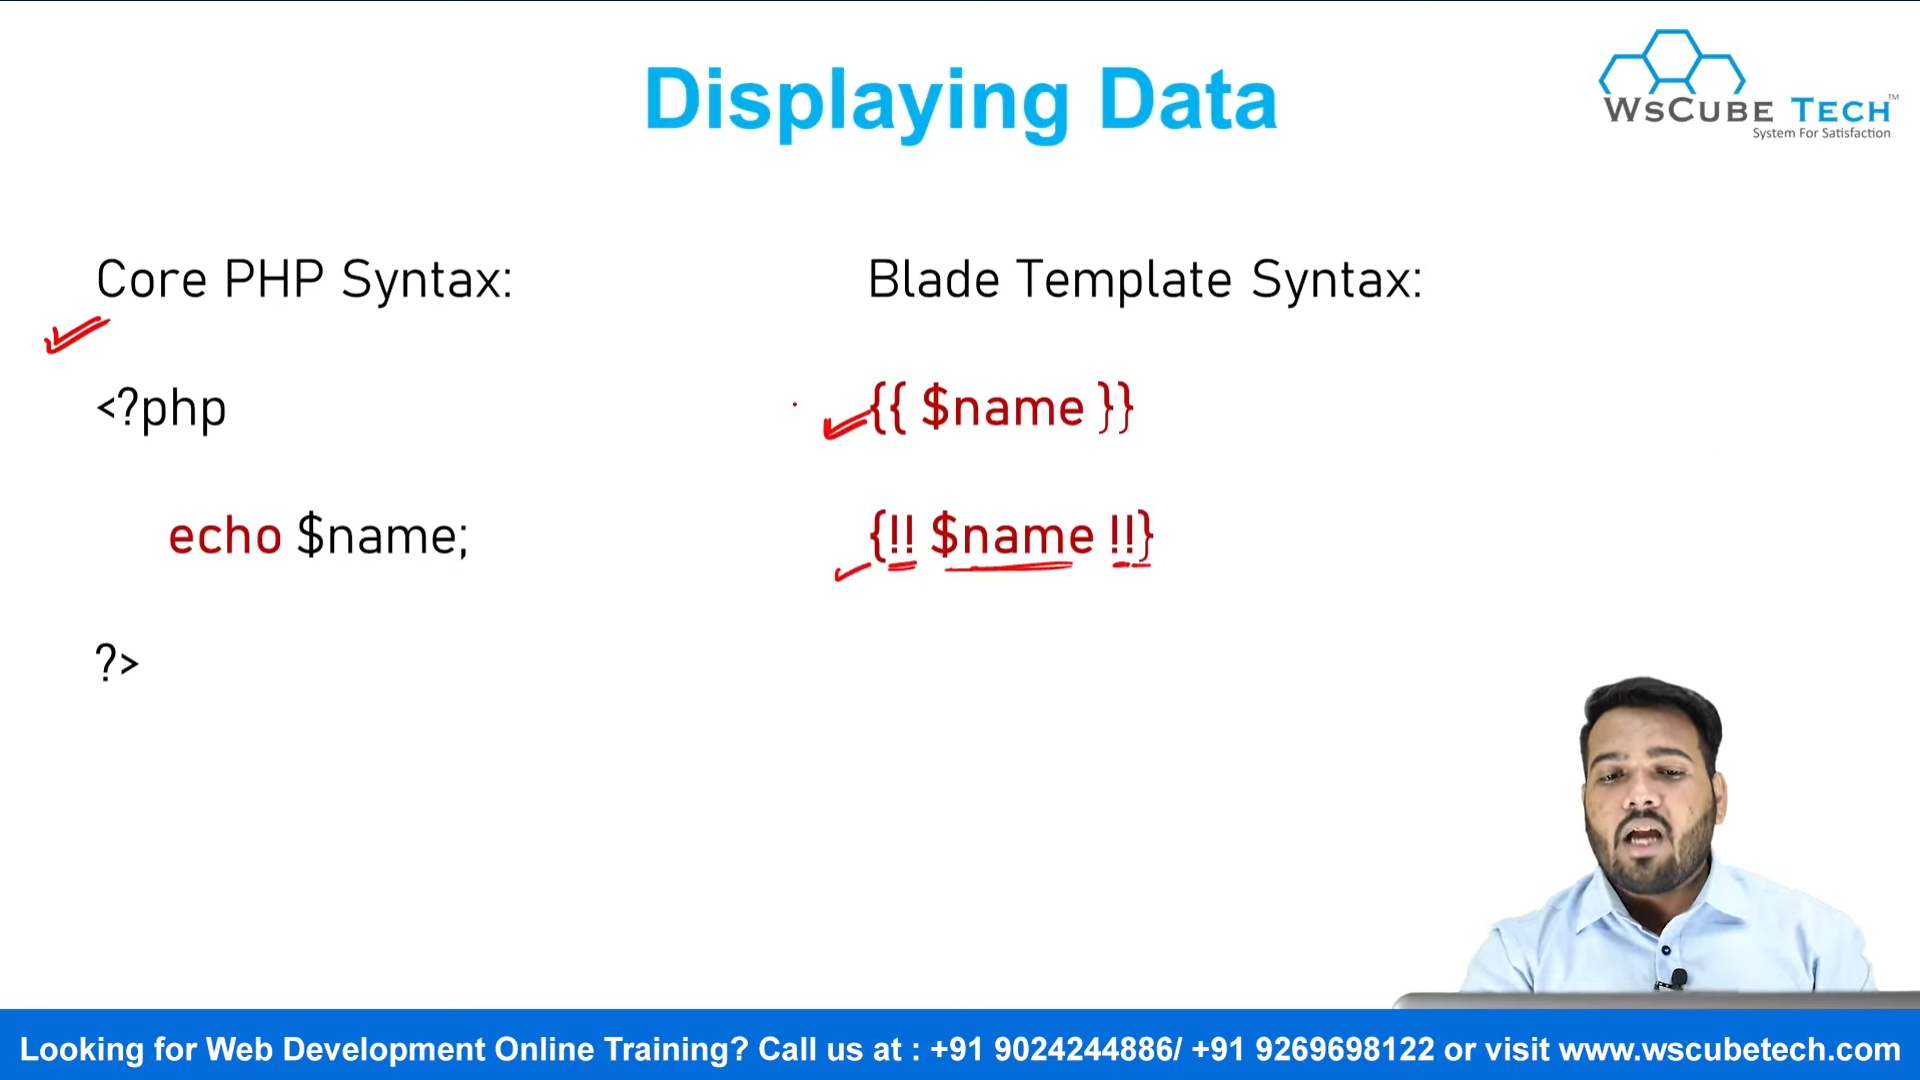 Displaying Data
WSCUBE TECH™
System For Satisfaction
Core PHP Syntax:
<?php
echo $name;
?>
Blade Template Syntax:
{{ $name }}
{!! $name !!}
Looking for Web Development Online Training? Call us at : +91 9024244886/ +91 9269698122 or visit www.wscubetech.com